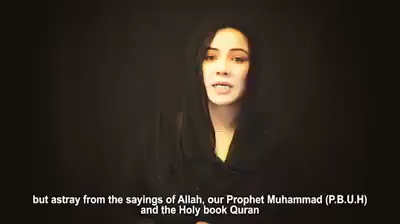 but astray from the sayings of Allah, our Prophet Muhammad (P.B.U.H)
and the Holy book Quran